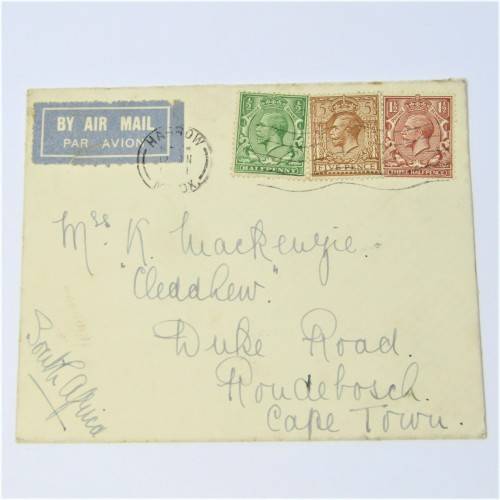 BY AIR MAIL
PAR AVION
HARROW
HALFPENNY
FIVE PENCE
THREE HALFPENCE
Mrs K. Mackenzie.
"Cleddhew."
Duke Road.
Rondebosch.
Cape Town.
South Africa